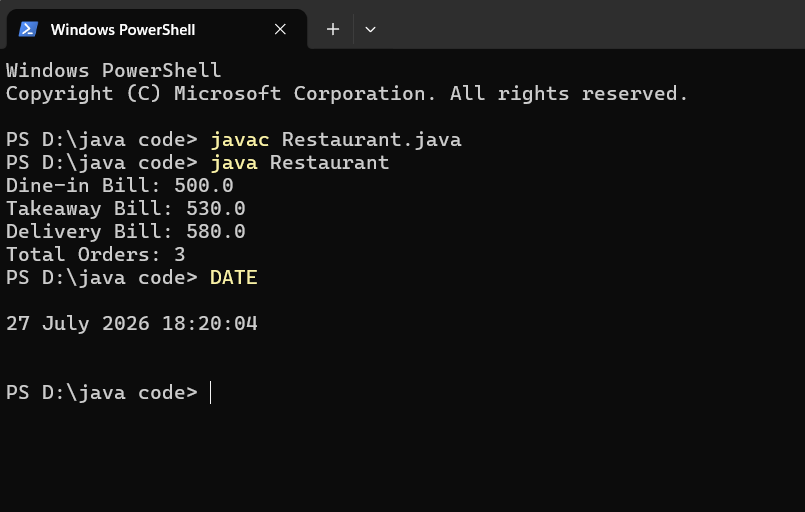 Windows PowerShell
Windows PowerShell
Copyright (C) Microsoft Corporation. All rights reserved.
PS D:\java code> javac Restaurant.java
PS D:\java code> java Restaurant
Dine-in Bill: 500.0
Takeaway Bill: 530.0
Delivery Bill: 580.0
Total Orders: 3
PS D:\java code> DATE
27 July 2026 18:20:04
PS D:\java code>